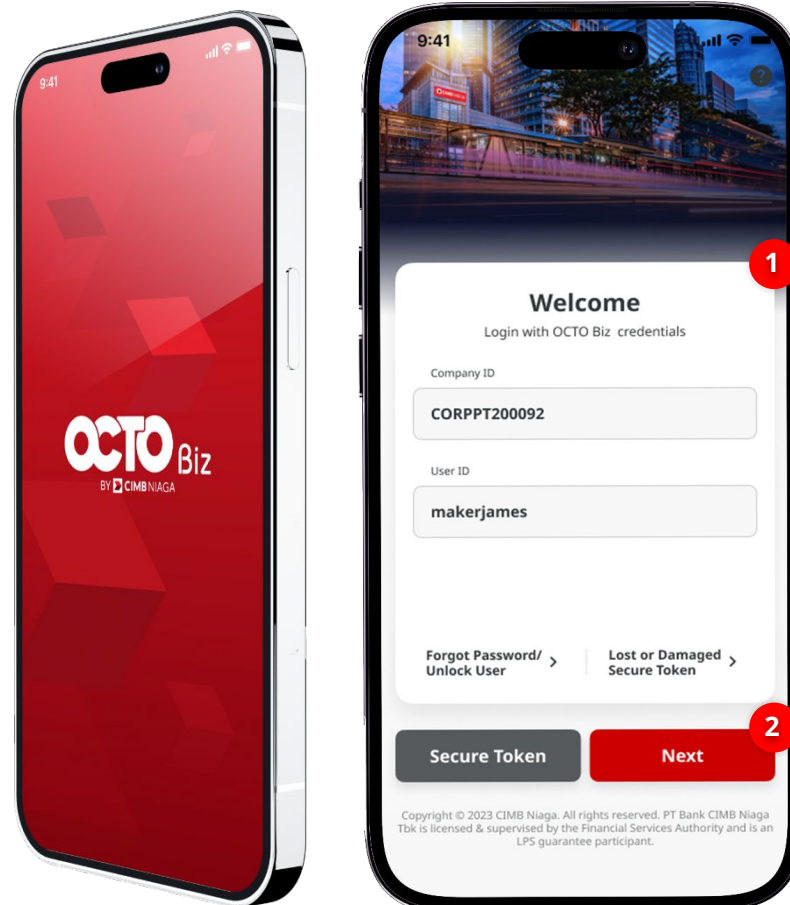 9:41
OCTO Biz
BY CIMB NIAGA
9:41
?
CIMB NIAGA
1
Welcome
Login with OCTO Biz credentials
Company ID
CORPPT200092
User ID
makerjames
Forgot Password/
Unlock User
Lost or Damaged
Secure Token
2
Secure Token
Next
Copyright © 2023 CIMB Niaga. All rights reserved. PT Bank CIMB Niaga
Tbk is licensed & supervised by the Financial Services Authority and is an
LPS guarantee participant.